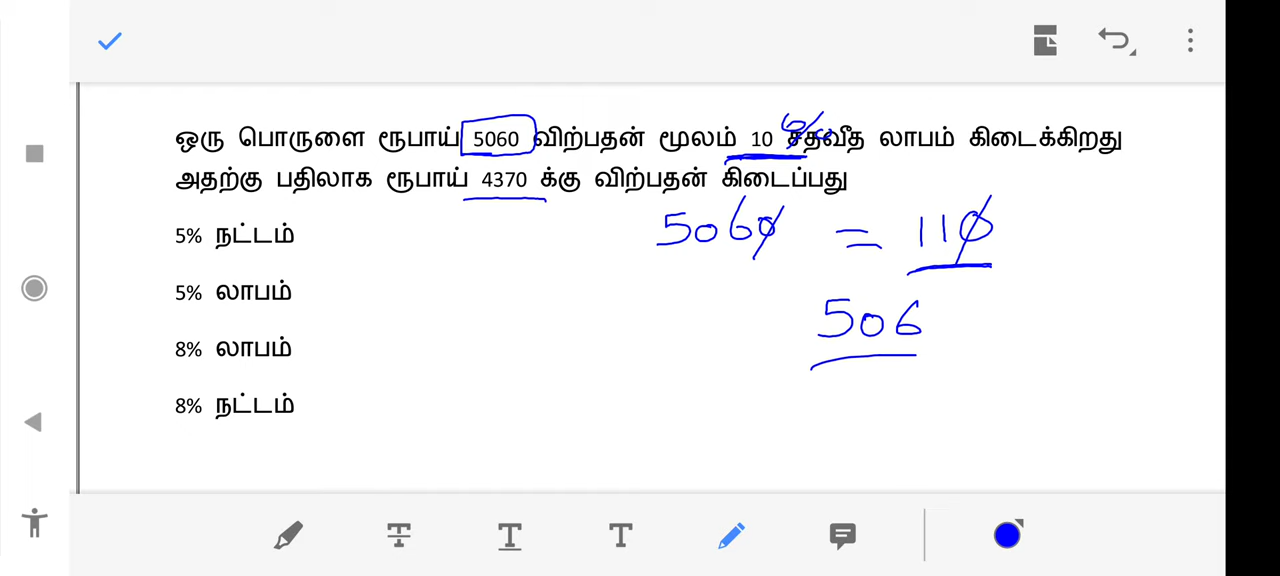 ஒரு பொருளை ரூபாய் 5060 விற்பதன் மூலம் 10 சதவீத லாபம் கிடைக்கிறது
அதற்கு பதிலாக ரூபாய் 4370 க்கு விற்பதன் கிடைப்பது
5060 = 110
5% நட்டம்
5% லாபம்
506
8% லாபம்
8% நட்டம்